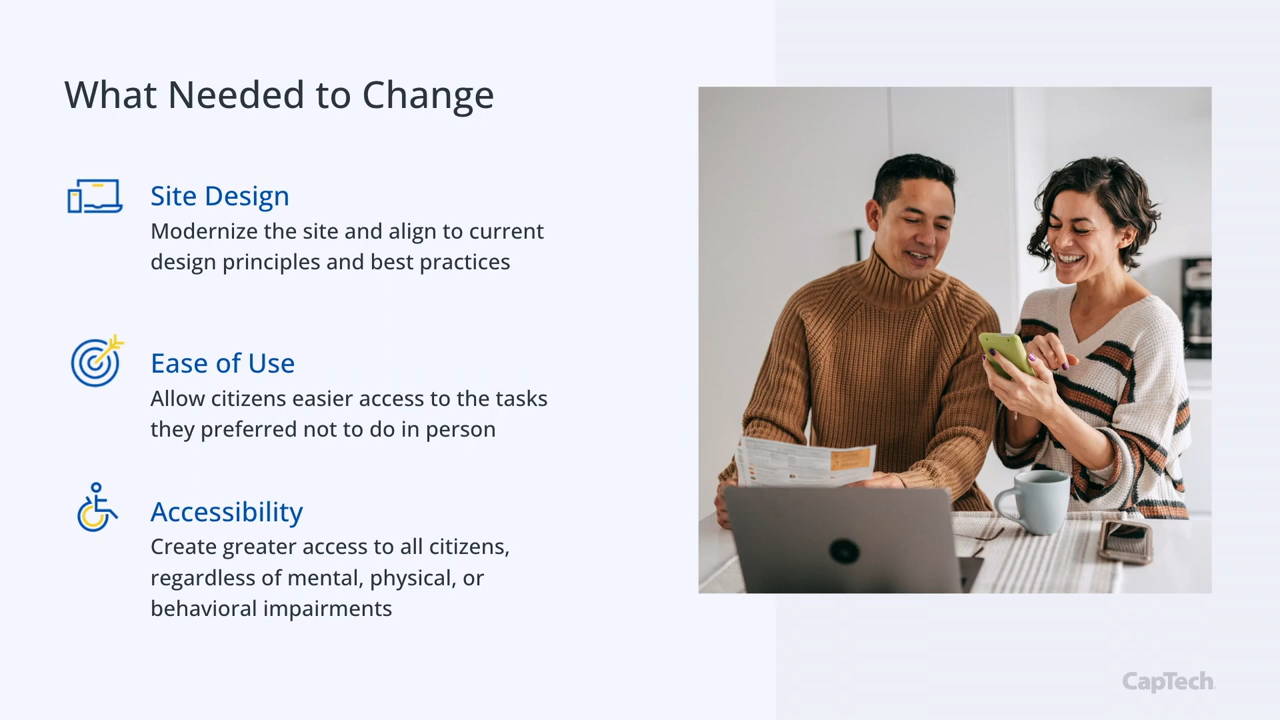 What Needed to Change
Site Design
Modernize the site and align to current
design principles and best practices
Ease of Use
Allow citizens easier access to the tasks
they preferred not to do in person
Accessibility
Create greater access to all citizens,
regardless of mental, physical, or
behavioral impairments
CapTech